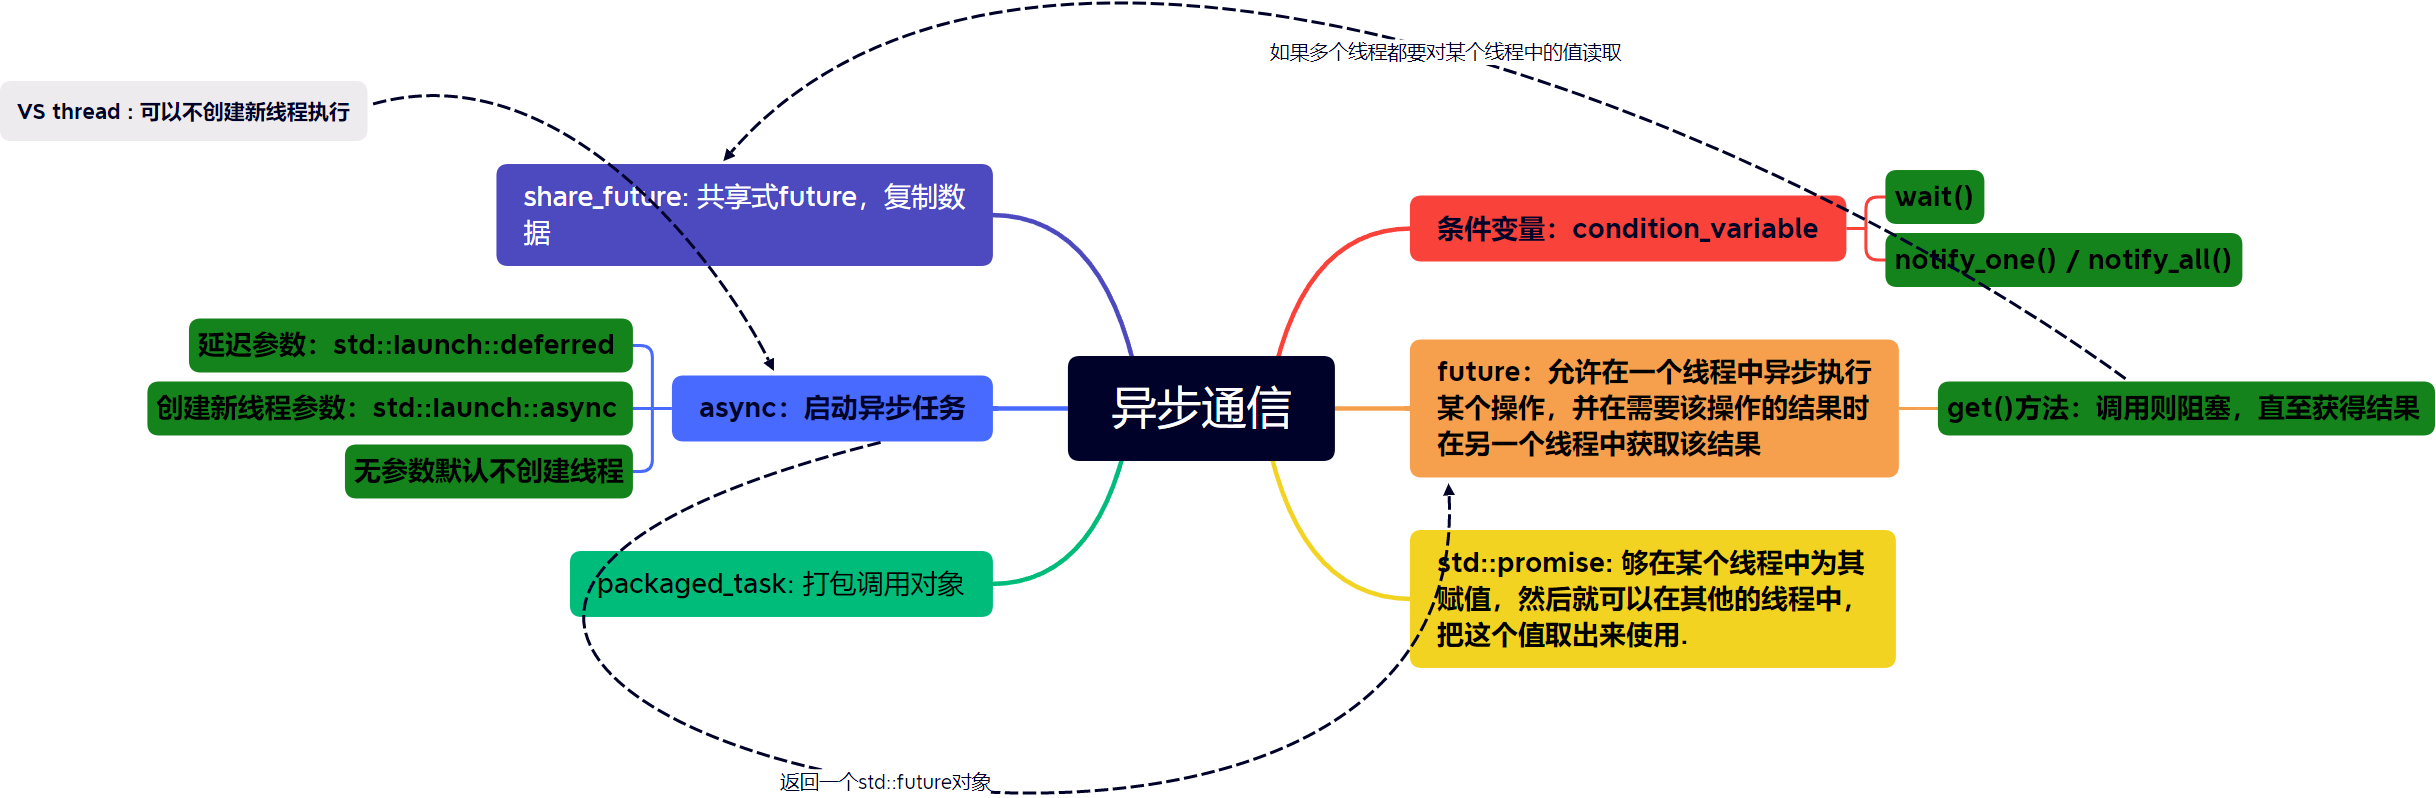 如果多个线程都要对某个线程中的值读取
VS thread : 可以不创建新线程执行
share_future: 共享式future，复制数
据
条件变量：condition_variable
wait()
notify_one() / notify_all()
延迟参数：std::launch::deferred
创建新线程参数：std::launch::async
无参数默认不创建线程
async：启动异步任务
异步通信
future：允许在一个线程中异步执行
某个操作，并在需要该操作的结果时
在另一个线程中获取该结果
get()方法：调用则阻塞，直至获得结果
packaged_task: 打包调用对象
std::promise: 够在某个线程中为其
赋值，然后就可以在其他的线程中，
把这个值取出来使用.
返回一个std::future对象